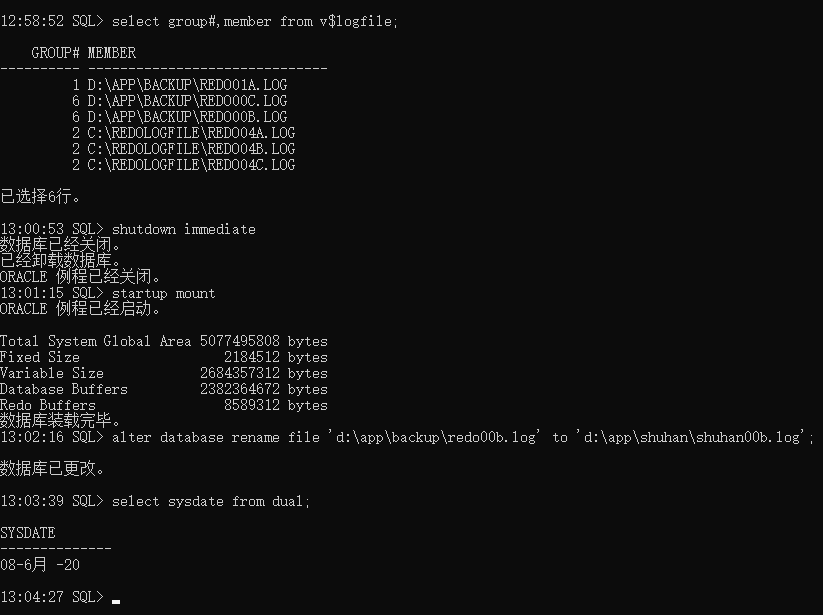 12:58:52 SQL> select group#,member from v$logfile;
GROUP# MEMBER
---------- ------------------------------
1 D:\APP\BACKUP\REDO01A.LOG
6 D:\APP\BACKUP\REDO00C.LOG
6 D:\APP\BACKUP\REDO00B.LOG
2 C:\REDOLOGFILE\REDO04A.LOG
2 C:\REDOLOGFILE\REDO04B.LOG
2 C:\REDOLOGFILE\REDO04C.LOG
已选择6行。
13:00:53 SQL> shutdown immediate
数据库已经关闭。
已经卸载数据库。
ORACLE 例程已经关闭。
13:01:15 SQL> startup mount
ORACLE 例程已经启动。
Total System Global Area 5077495808 bytes
Fixed Size 2184512 bytes
Variable Size 2684357312 bytes
Database Buffers 2382364672 bytes
Redo Buffers 8589312 bytes
数据库装载完毕。
13:02:16 SQL> alter database rename file 'd:\app\backup\redo00b.log' to 'd:\app\shuhan\shuhan00b.log';
数据库已更改。
13:03:39 SQL> select sysdate from dual;
SYSDATE
--------------
08-6月 -20
13:04:27 SQL>